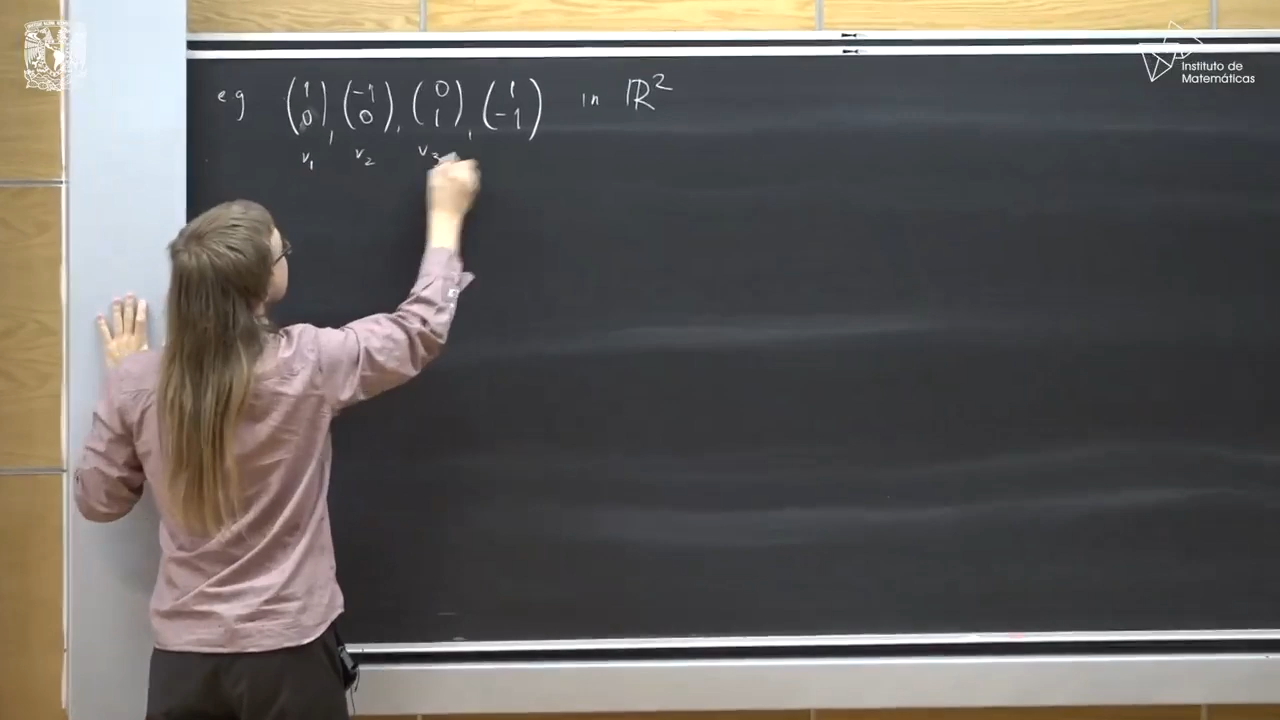 eg (1 0), (-1 0), (0 1), (1 -1) in ℝ²
v₁ v₂ v₃
Instituto de
Matemáticas